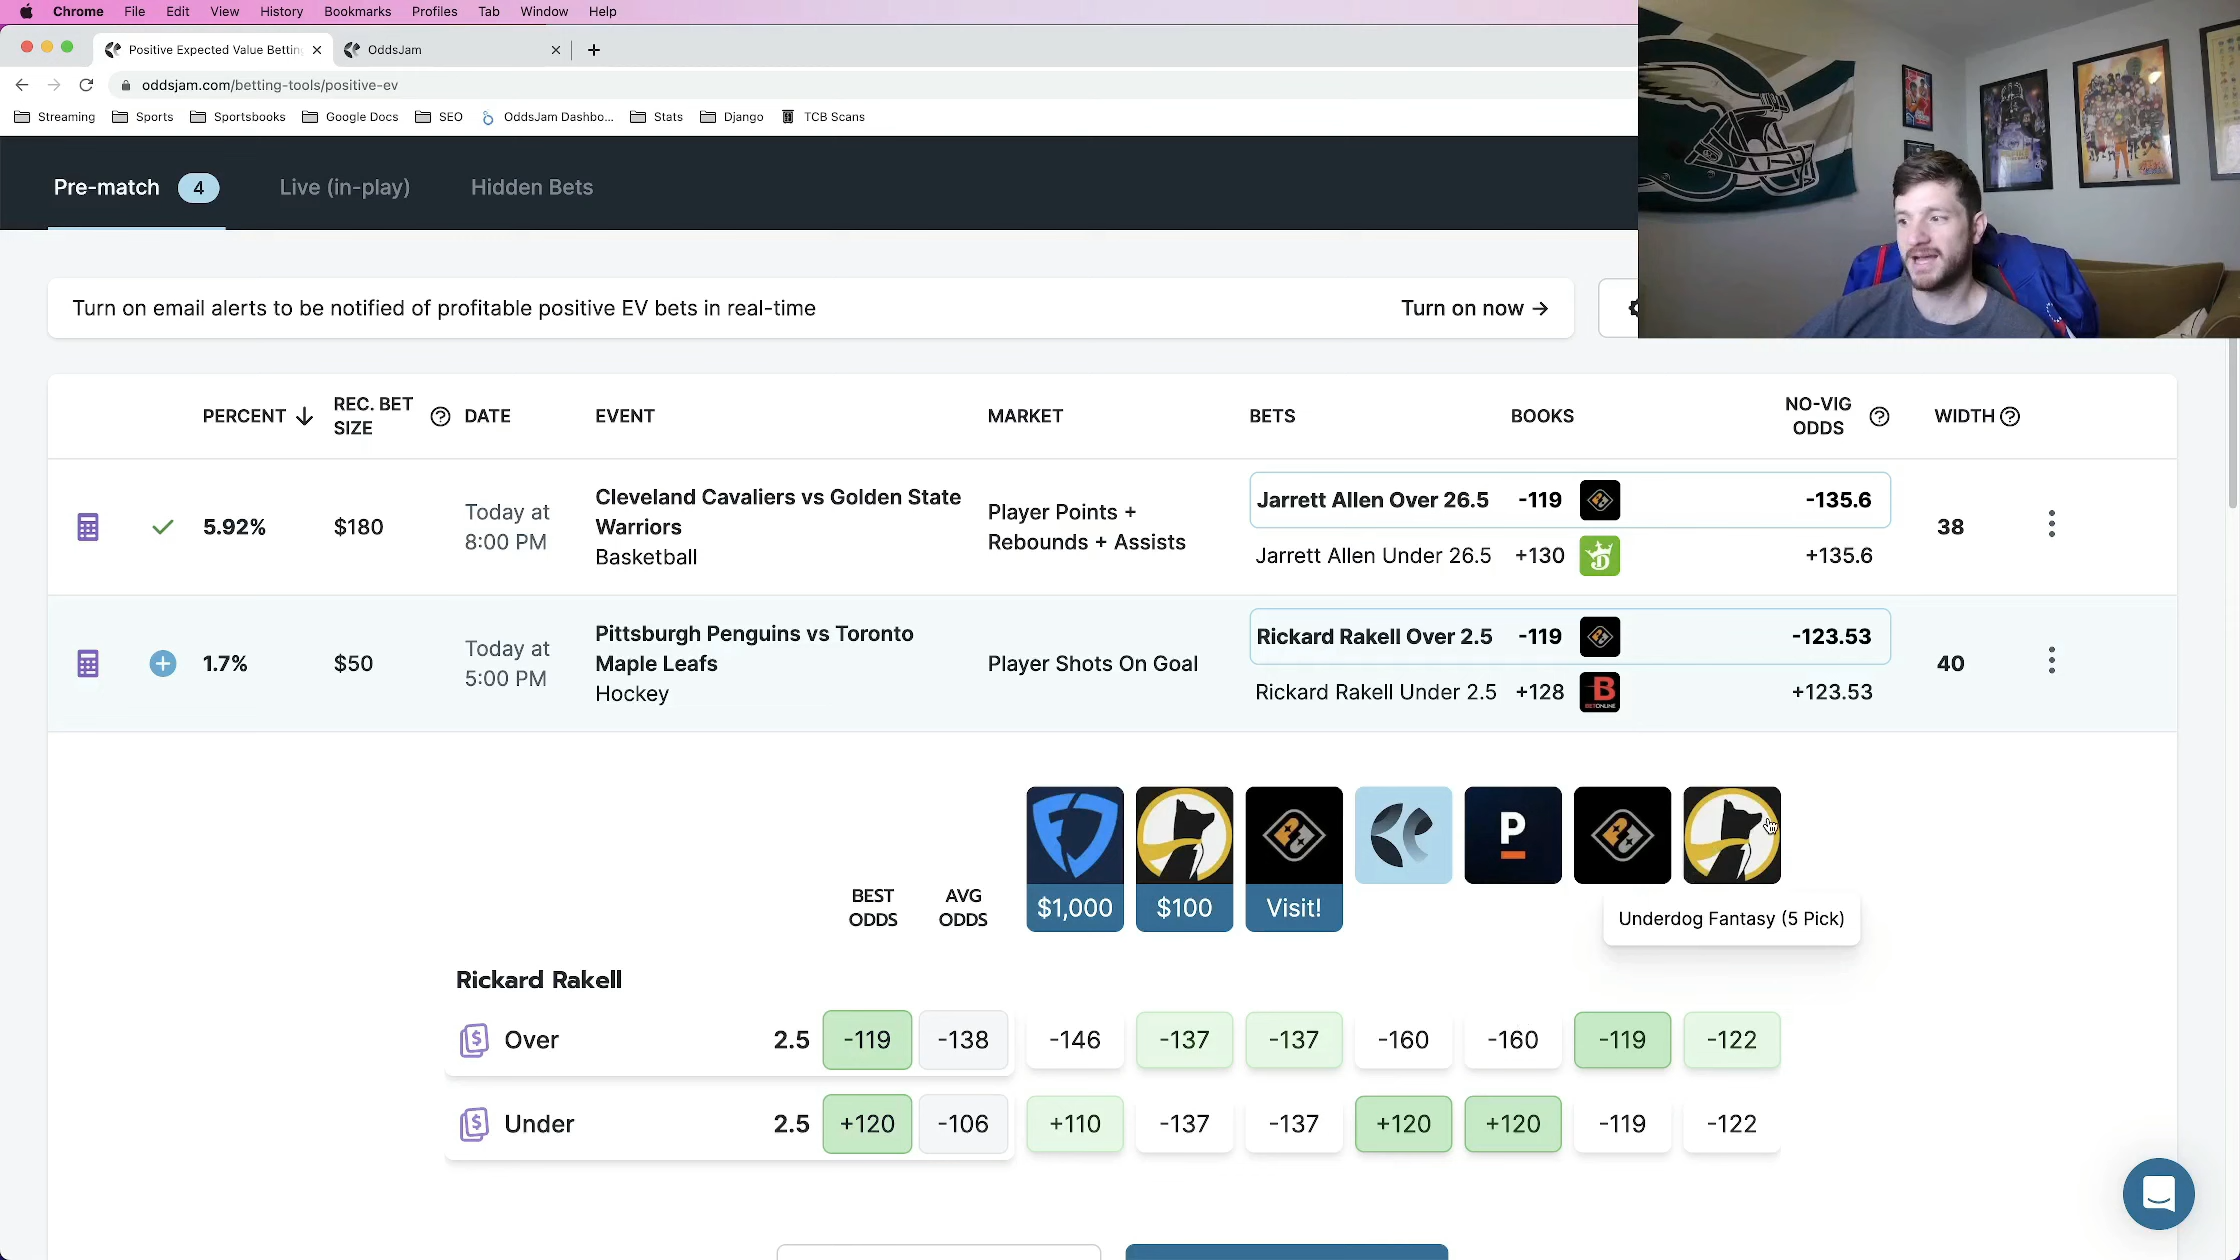 Chrome File Edit View History Bookmarks Profiles Tab Window Help
Positive Expected Value Bettin
OddsJam
oddsjam.com/betting-tools/positive-ev
Streaming Sports Sportsbooks Google Docs SEO OddsJam Dashbo... Stats Django TCB Scans
Pre-match 4 Live (in-play) Hidden Bets
Turn on email alerts to be notified of profitable positive EV bets in real-time Turn on now →
PERCENT REC. BET SIZE DATE EVENT MARKET BETS BOOKS NO-VIG ODDS WIDTH
5.92% $180
Today at 8:00 PM
Cleveland Cavaliers vs Golden State Warriors
Basketball
Player Points + Rebounds + Assists
Jarrett Allen Over 26.5 -119 -135.6
Jarrett Allen Under 26.5 +130 +135.6
38
1.7% $50
Today at 5:00 PM
Pittsburgh Penguins vs Toronto Maple Leafs
Hockey
Player Shots On Goal
Rickard Rakell Over 2.5 -119 -123.53
Rickard Rakell Under 2.5 +128 B BETONLINE +123.53
40
P
BEST ODDS AVG ODDS $1,000 $100 Visit!
Underdog Fantasy (5 Pick)
Rickard Rakell
Over 2.5 -119 -138 -146 -137 -137 -160 -160 -119 -122
Under 2.5 +120 -106 +110 -137 -137 +120 +120 -119 -122